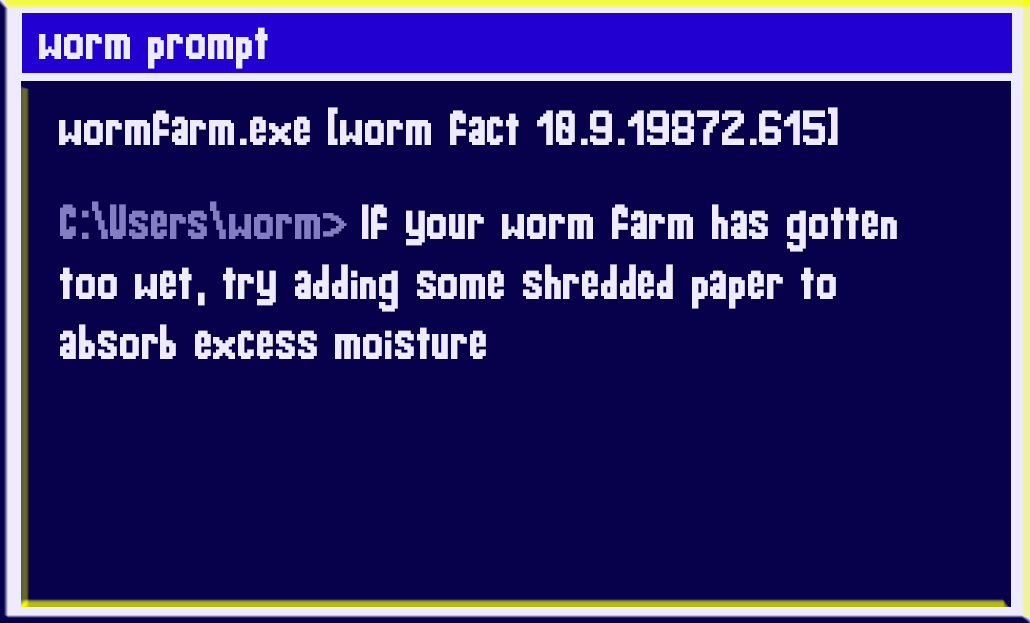 worm prompt
wormfarm.exe [worm fact 10.9.19872.615]
C:\Users\worm> If your worm farm has gotten
too wet, try adding some shredded paper to
absorb excess moisture